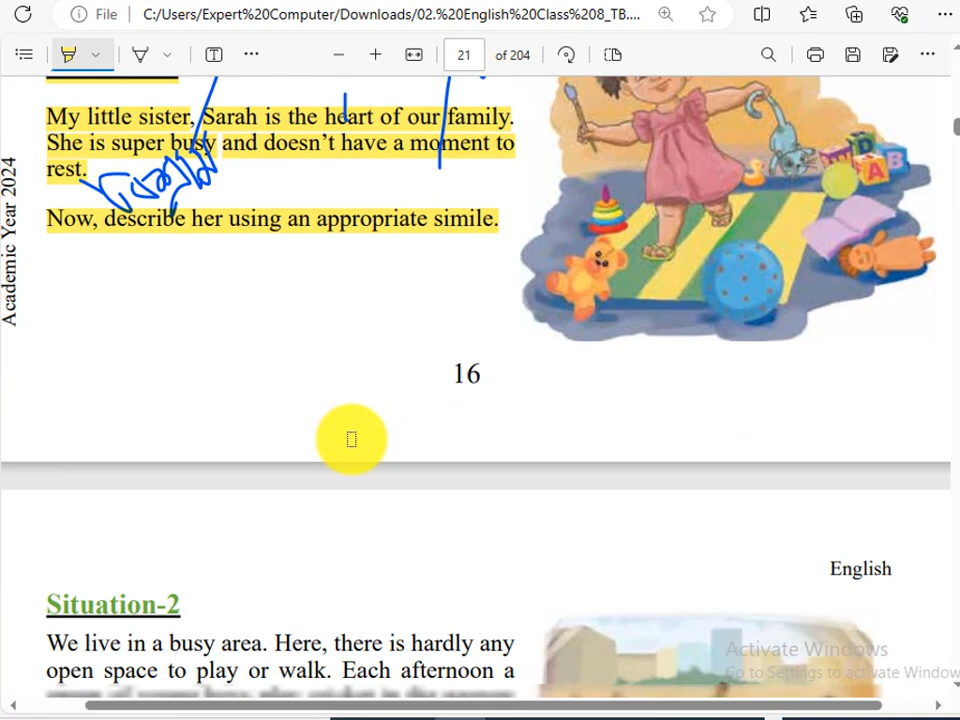 File
C:/Users/Expert%20Computer/Downloads/02.%20English%20Class%208_TB....
21 of 204
My little sister, Sarah is the heart of our family.
She is super busy and doesn't have a moment to
rest.
Now, describe her using an appropriate simile.
Academic Year 2024
D
B
A
16
English
Situation-2
We live in a busy area. Here, there is hardly any
open space to play or walk. Each afternoon a
Activate Windows
Go to Settings to activate Window